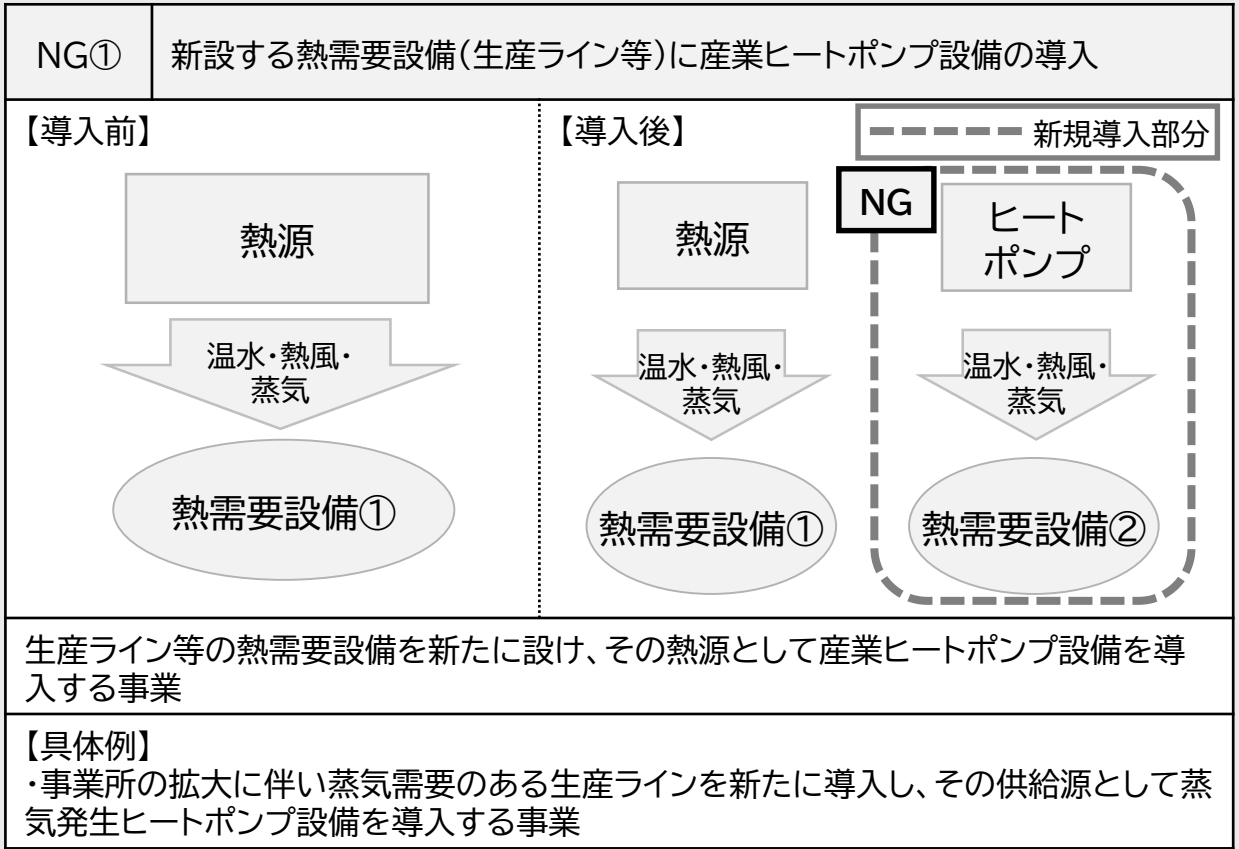 NG①
新設する熱需要設備(生産ライン等)に産業ヒートポンプ設備の導入
【導入前】
熱源
温水・熱風・
蒸気
熱需要設備①
【導入後】
新規導入部分
熱源
温水・熱風・
蒸気
熱需要設備①
NG
ヒート
ポンプ
温水・熱風・
蒸気
熱需要設備②
生産ライン等の熱需要設備を新たに設け、その熱源として産業ヒートポンプ設備を導
入する事業
【具体例】
・事業所の拡大に伴い蒸気需要のある生産ラインを新たに導入し、その供給源として蒸
気発生ヒートポンプ設備を導入する事業